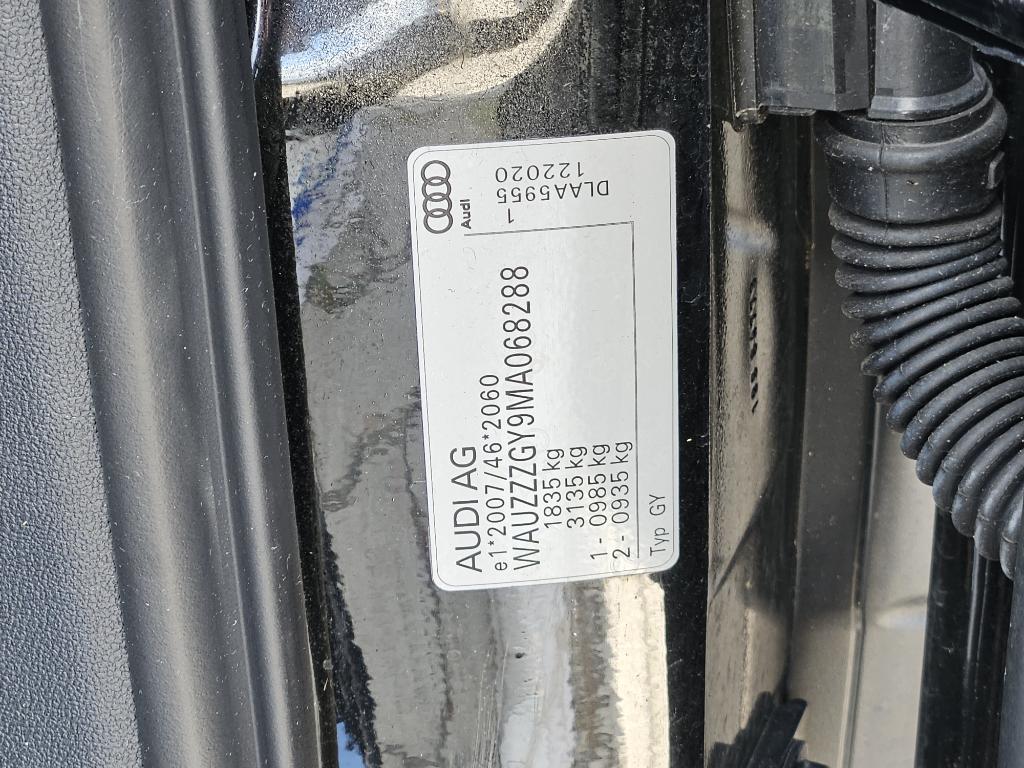 AUDI AG
e1*2007/46*2060
WAUZZZGY9MA068288
1835 kg
3135 kg
1 - 0985 kg
2 - 0935 kg
Typ GY
Audi
1
DLAA5955
122020